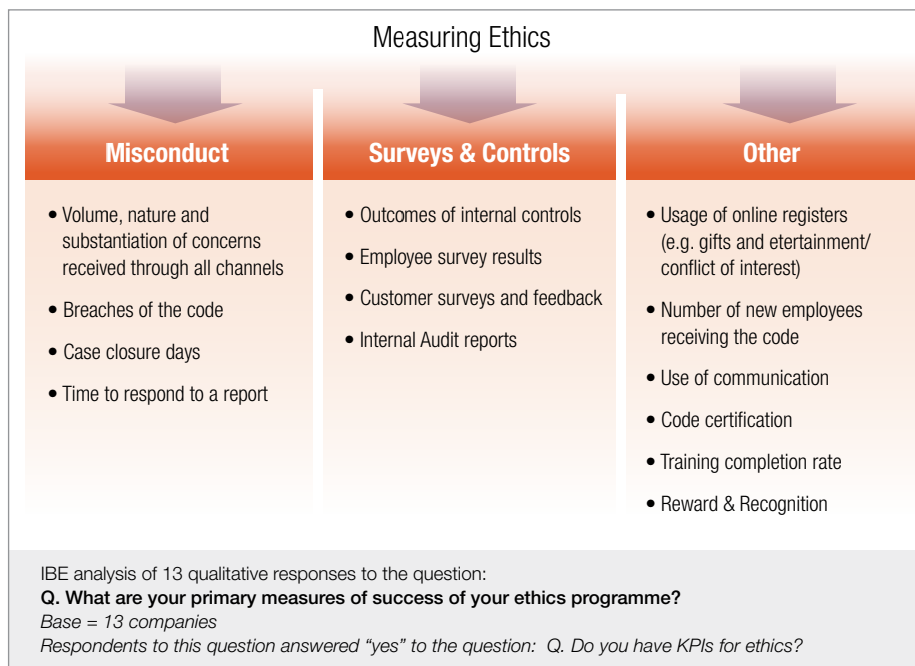 Measuring Ethics
Misconduct
• Volume, nature and
substantiation of concerns
received through all channels
• Breaches of the code
• Case closure days
• Time to respond to a report
Surveys & Controls
• Outcomes of internal controls
• Employee survey results
• Customer surveys and feedback
• Internal Audit reports
Other
• Usage of online registers
(e.g. gifts and etertainment/
conflict of interest)
• Number of new employees
receiving the code
• Use of communication
• Code certification
• Training completion rate
• Reward & Recognition
IBE analysis of 13 qualitative responses to the question:
Q. What are your primary measures of success of your ethics programme?
Base = 13 companies
Respondents to this question answered “yes” to the question:  Q. Do you have KPIs for ethics?